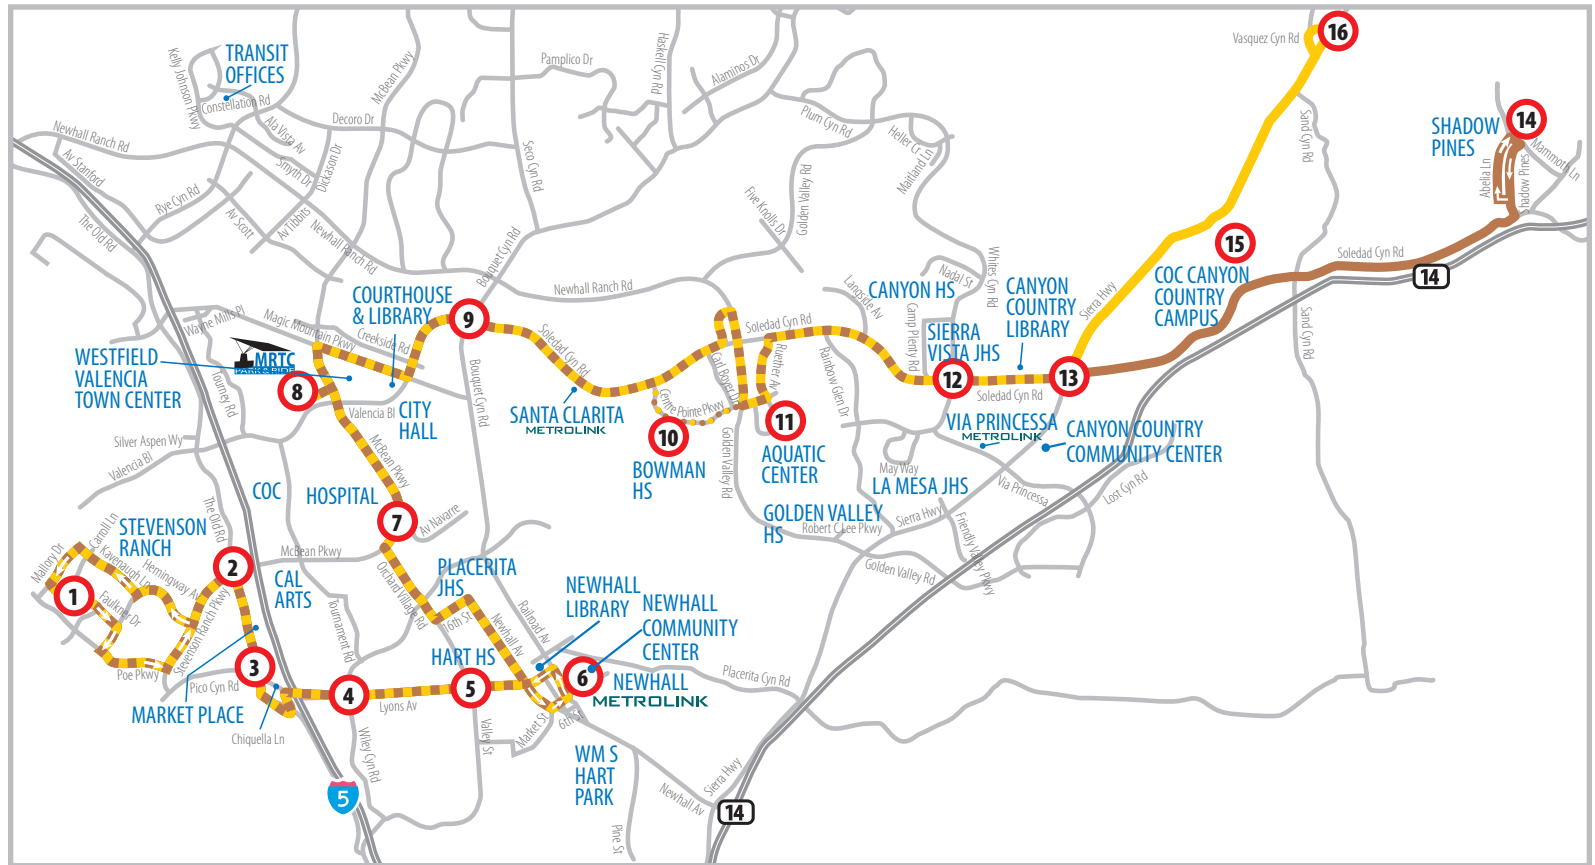 16
Vasquez Cyn Rd
TRANSIT
OFFICES
Kelly Johnson Pkwy
Constellation Rd
McBean Pkwy
Pamplico Dr
Haskell Cyn Rd
Alaminos Dr
Sand Cyn Rd
SHADOW
PINES
14
Mammoth Ln
Abelia Ln
Shadow Pines
Newhall Ranch Rd
Av Stanford
Ala Vista Av
Decoro Dr
Smyth Dr
Dickason Dr
Seco Cyn Rd
Plum Cyn Rd
Heller Cr
Maitland Ln
Golden Valley Rd
Five Knolls Dr
The Old Rd
Rye Cyn Rd
Av Scott
Av Tibbits
Newhall Ranch Rd
Bouquet Cyn Rd
15
COC CANYON
COUNTRY
CAMPUS
Soledad Cyn Rd
14
Newhall Ranch Rd
Langside Av
CANYON HS
Nadal St
Whites Cyn Rd
CANYON
COUNTRY
LIBRARY
Sierra Hwy
COURTHOUSE
& LIBRARY
9
Wayne Mills Pl
Magic Mountain Pkwy
Creekside Rd
Soledad Cyn Rd
Soledad Cyn Rd
Camp Plenty Rd
SIERRA
VISTA JHS
Sand Cyn Rd
WESTFIELD
VALENCIA
TOWN CENTER
MRTC
PARK & RIDE
8
Tourney Rd
Valencia Bl
CITY
HALL
Bouquet Cyn Rd
SANTA CLARITA
METROLINK
Centre Pointe Pkwy
Carl Boyer Dr
Ruether Av
Rainbow Glen Dr
12
13
Soledad Cyn Rd
10
BOWMAN
HS
11
AQUATIC
CENTER
Golden Valley Rd
VIA PRINCESSA
METROLINK
CANYON COUNTRY
COMMUNITY CENTER
Silver Aspen Wy
Valencia Bl
McBean Pkwy
May Way
LA MESA JHS
Via Princessa
Lost Cyn Rd
COC
HOSPITAL
7
Av Navarre
The Old Rd
GOLDEN VALLEY
HS
Robert C Lee Pkwy
Sierra Hwy
Friendly Valley Pkwy
Golden Valley Rd
STEVENSON
RANCH
2
McBean Pkwy
Carroll Ln
Mallory Dr
Kavenaugh Ln
Hemingway Av
1
Faulkner Dr
Stevenson Ranch Pkwy
Poe Pkwy
CAL
ARTS
Tournament Rd
Orchard Village Rd
PLACERITA
JHS
16th St
Newhall Av
Railroad Av
NEWHALL
LIBRARY
NEWHALL
COMMUNITY
CENTER
HART HS
6
NEWHALL
METROLINK
Placerita Cyn Rd
3
Pico Cyn Rd
4
5
Lyons Av
MARKET PLACE
Chiquella Ln
Wiley Cyn Rd
Valley St
Market St
6th St
WM S
HART
PARK
Newhall Av
Sierra Hwy
Pine St
5
14